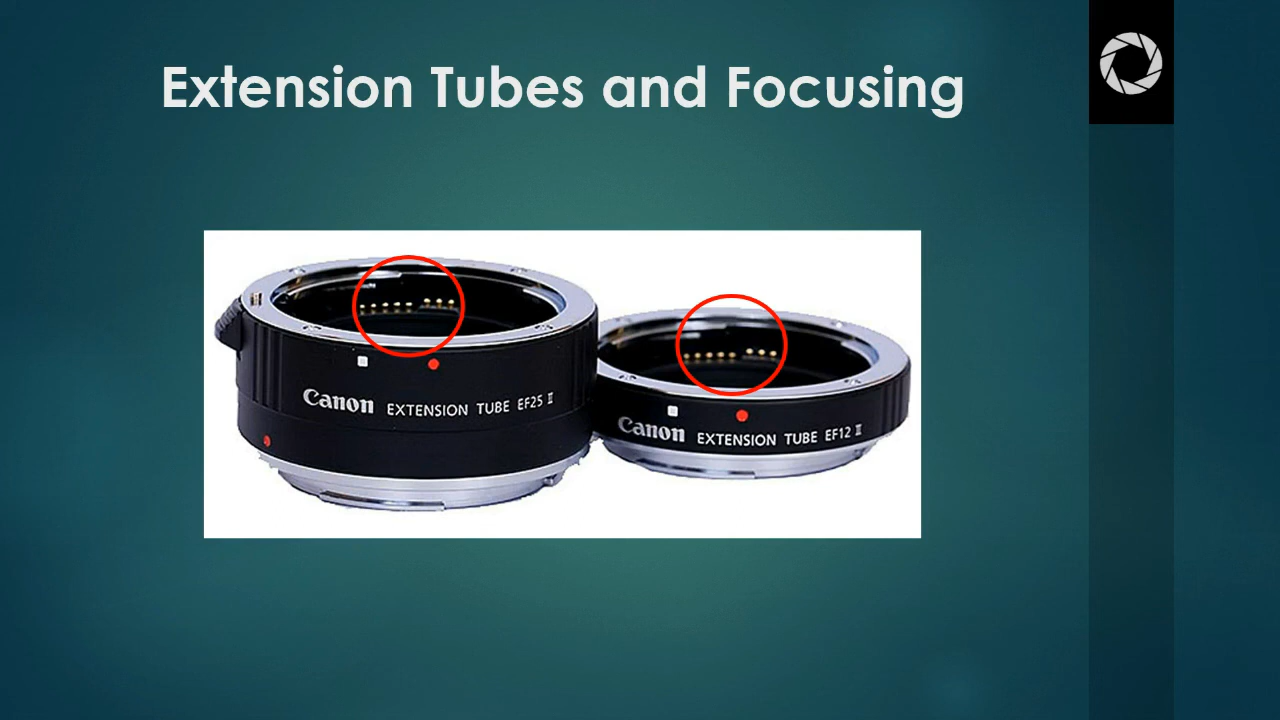 Extension Tubes and Focusing
Canon EXTENSION TUBE EF25 II
Canon EXTENSION TUBE EF12 II